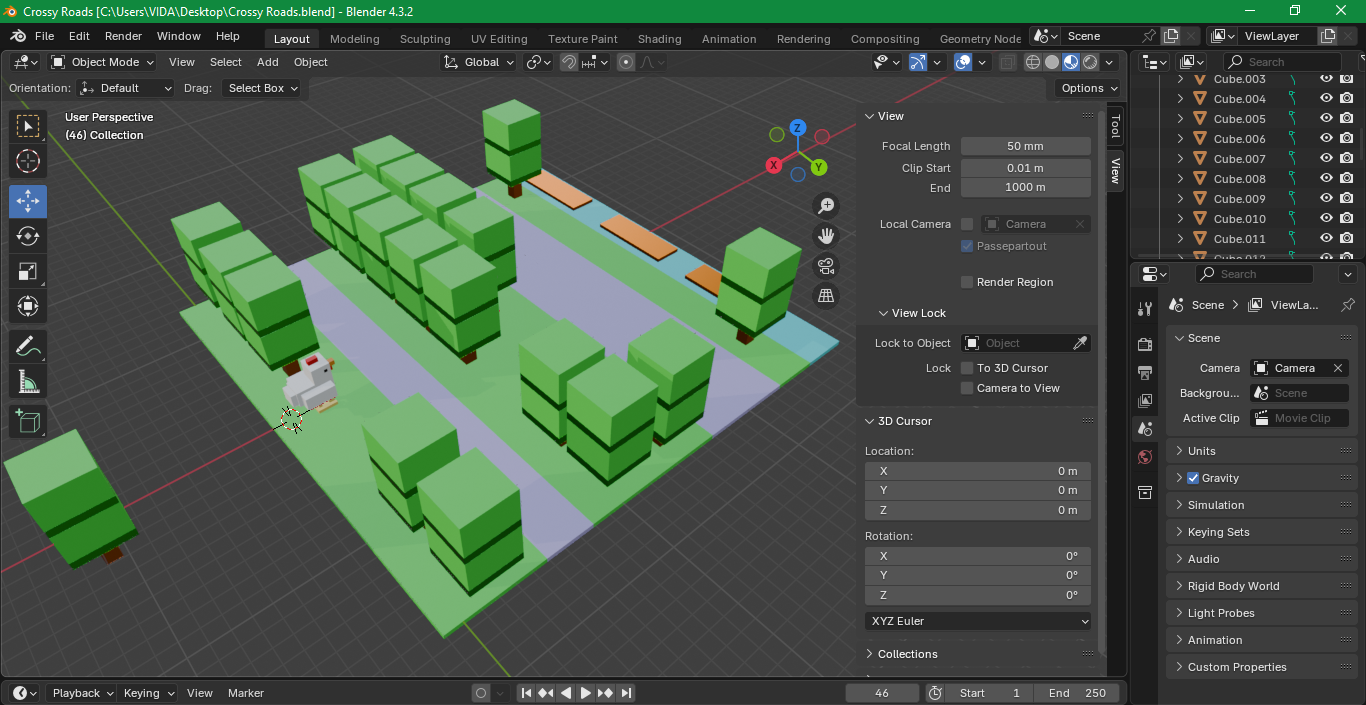 Crossy Roads [C:\Users\VIDA\Desktop\Crossy Roads.blend] - Blender 4.3.2
File Edit Render Window Help Layout Modeling Sculpting UV Editing Texture Paint Shading Animation Rendering Compositing Geometry Node Scene ViewLayer
Object Mode View Select Add Object Global Search
Orientation: Default Drag: Select Box Options
User Perspective
(46) Collection
Z
X
Y
Tool
View
View
Focal Length 50 mm
Clip Start 0.01 m
End 1000 m
Local Camera Camera
Passepartout
Render Region
View Lock
Lock to Object Object
Lock To 3D Cursor
Camera to View
3D Cursor
Location:
X 0 m
Y 0 m
Z 0 m
Rotation:
X 0°
Y 0°
Z 0°
XYZ Euler
Collections
Cube.003
Cube.004
Cube.005
Cube.006
Cube.007
Cube.008
Cube.009
Cube.010
Cube.011
Cube.012
Search
Scene ViewLa...
Scene
Camera Camera
Backgrou... Scene
Active Clip Movie Clip
Units
Gravity
Simulation
Keying Sets
Audio
Rigid Body World
Light Probes
Animation
Custom Properties
Playback Keying View Marker 46 Start 1 End 250